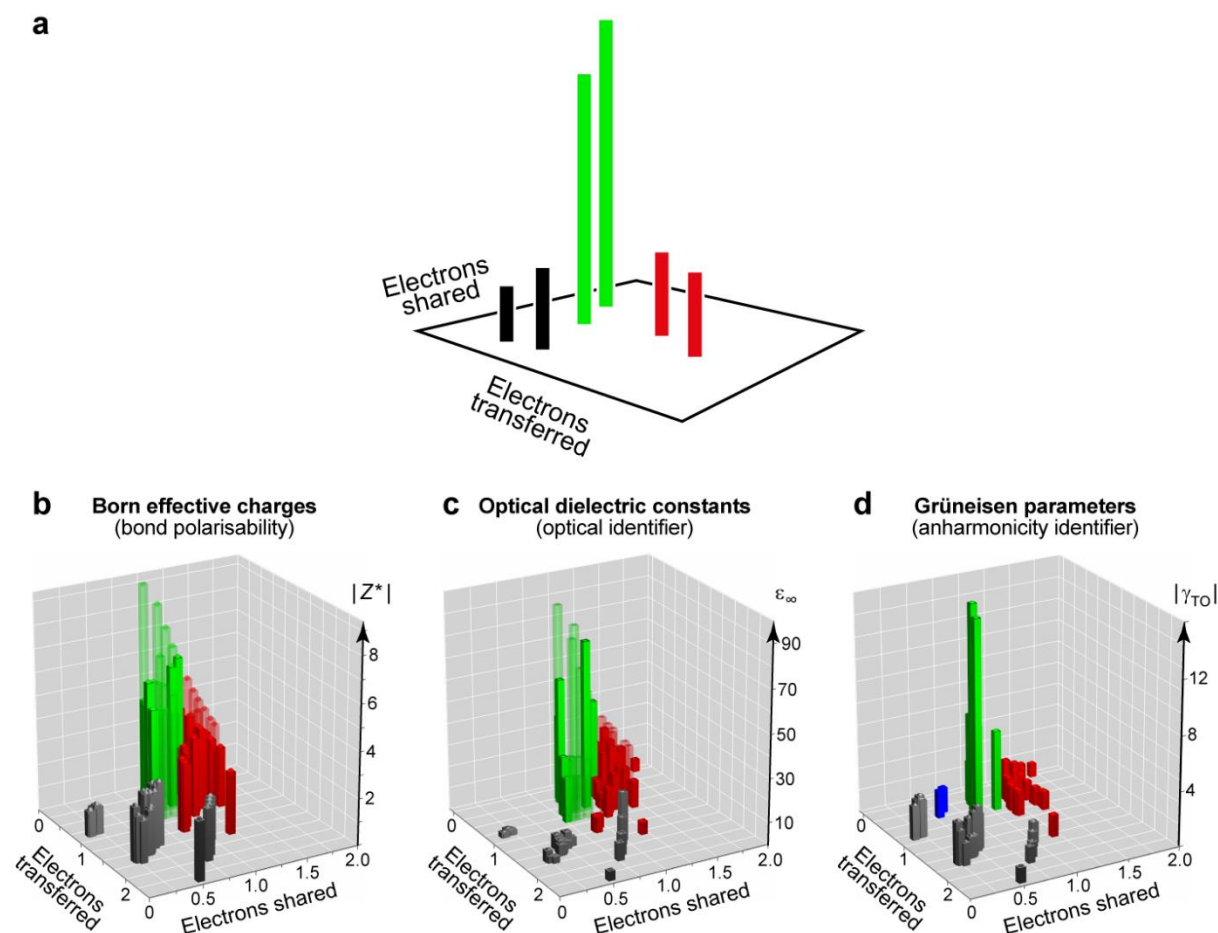 a
Electrons
shared
Electrons
transferred
b Born effective charges
(bond polarisability)
|Z*|
8
6
4
2
0
1
2
Electrons
transferred
0
0.5
1.0
1.5
2.0
Electrons shared
c Optical dielectric constants
(optical identifier)
ε∞
90
70
50
30
10
0
1
2
Electrons
transferred
0
0.5
1.0
1.5
2.0
Electrons shared
d Grüneisen parameters
(anharmonicity identifier)
|γTO|
12
8
4
0
1
2
Electrons
transferred
0
0.5
1.0
1.5
2.0
Electrons shared